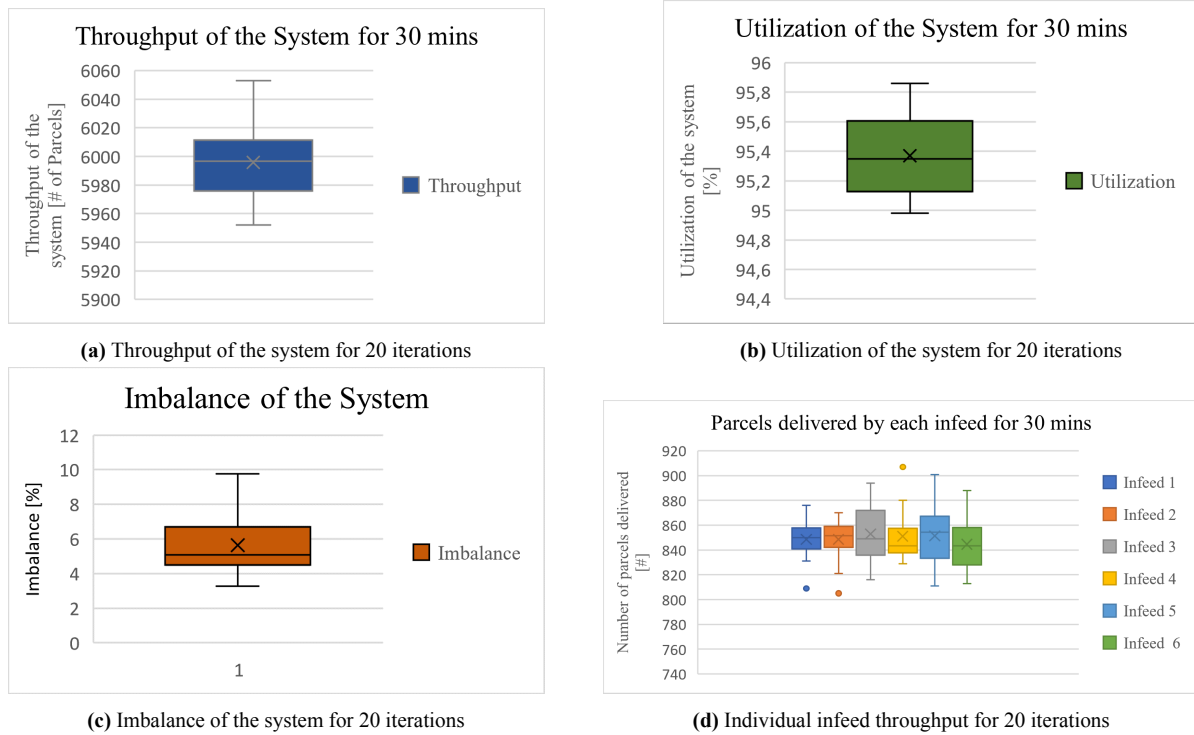 Throughput of the System for 30 mins
Throughput of the
system [# of Parcels]
6060
6040
6020
6000
5980
5960
5940
5920
5900
Throughput
(a) Throughput of the system for 20 iterations
Utilization of the System for 30 mins
Utilization of the system
[%]
96
95,8
95,6
95,4
95,2
95
94,8
94,6
94,4
Utilization
(b) Utilization of the system for 20 iterations
Imbalance of the System
Imbalance [%]
12
10
8
6
4
2
0
1
Imbalance
(c) Imbalance of the system for 20 iterations
Parcels delivered by each infeed for 30 mins
Number of parcels delivered
[#]
920
900
880
860
840
820
800
780
760
740
Infeed 1
Infeed 2
Infeed 3
Infeed 4
Infeed 5
Infeed 6
(d) Individual infeed throughput for 20 iterations